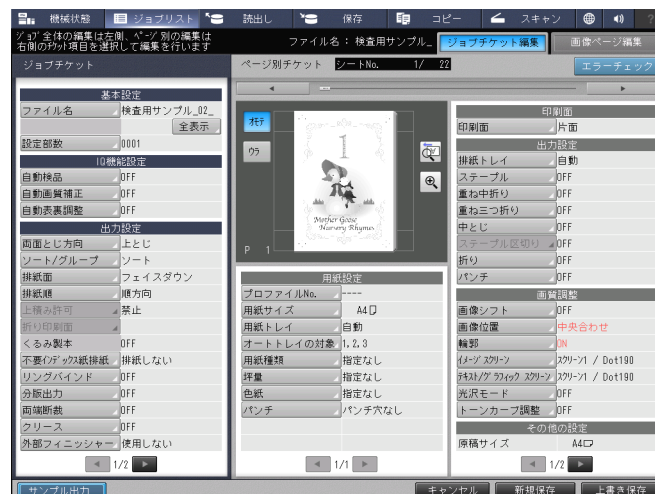 機械状態
ジョブリスト
読出し
保存
コピー
スキャン
ジョブ全体の編集は左側、ページ別の編集は
右側のチケット項目を選択して編集を行います
ファイル名：検査用サンプル_
ジョブチケット編集
画像ページ編集
ジョブチケット
ページ別チケット シートNo. 1/ 22
エラーチェック
基本設定
ファイル名 検査用サンプル_02_
全表示
設定部数 0001
IQ機能設定
自動検品 OFF
自動画質補正 OFF
自動表裏調整 OFF
出力設定
両面とじ方向 上とじ
ソート/グループ ソート
排紙面 フェイスダウン
排紙順 順方向
上積み許可 禁止
折り印刷面
くるみ製本 OFF
不要インデックス紙排紙 排紙しない
リングバインド OFF
分版出力 OFF
両端断裁 OFF
クリース OFF
外部フィニッシャー 使用しない
1/2
オモテ
ウラ
1
Mother Goose
Nursery Rhymes
P 1
用紙設定
プロファイルNo. ----
用紙サイズ A4
用紙トレイ 自動
オートトレイの対象 1,2,3
用紙種類 指定なし
坪量 指定なし
色紙 指定なし
パンチ パンチ穴なし
1/1
印刷面
印刷面 片面
出力設定
排紙トレイ 自動
ステープル OFF
重ね中折り OFF
重ね三つ折り OFF
中とじ OFF
ステープル区切り OFF
折り OFF
パンチ OFF
画質調整
画像シフト OFF
画像位置 中央合わせ
輪郭 ON
イメージ スクリーン スクリーン1 / Dot190
テキスト/グラフィック スクリーン スクリーン1 / Dot190
光沢モード OFF
トーンカーブ調整 OFF
その他の設定
原稿サイズ A4
1/2
サンプル出力
キャンセル
新規保存
上書き保存